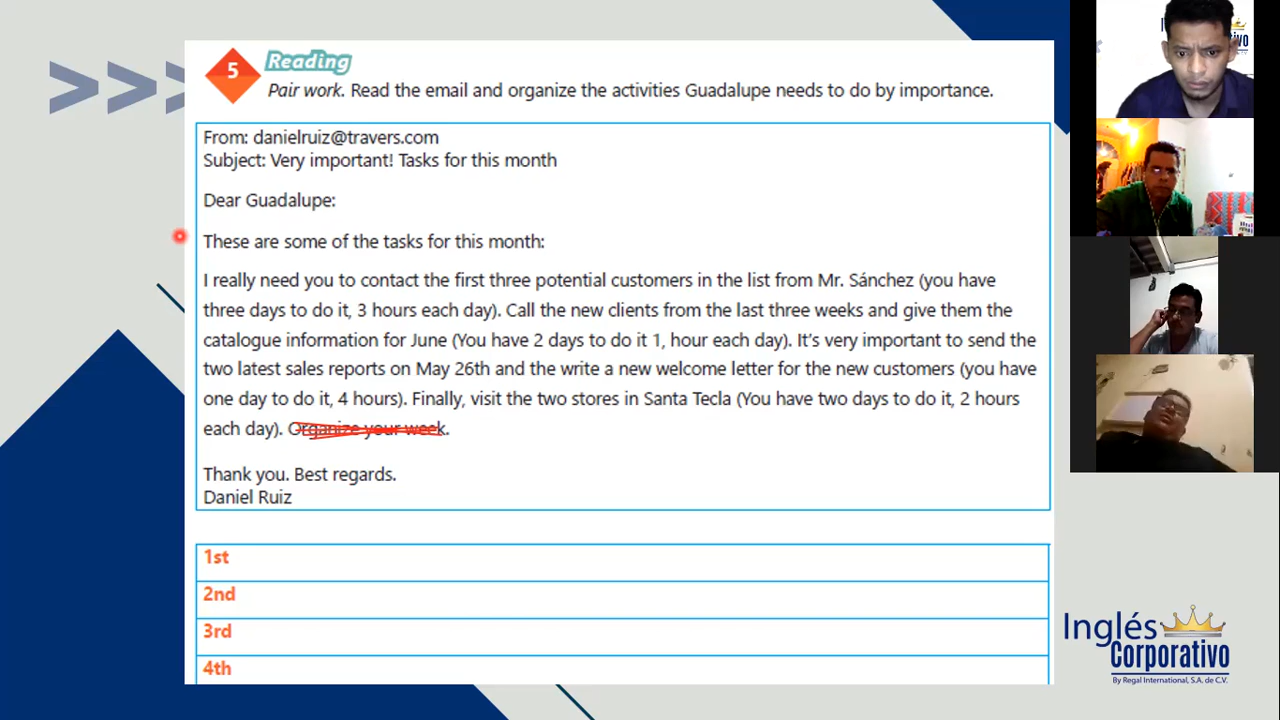 5
Reading
Pair work. Read the email and organize the activities Guadalupe needs to do by importance.
From: danielruiz@travers.com
Subject: Very important! Tasks for this month
Dear Guadalupe:
These are some of the tasks for this month:
I really need you to contact the first three potential customers in the list from Mr. Sánchez (you have
three days to do it, 3 hours each day). Call the new clients from the last three weeks and give them the
catalogue information for June (You have 2 days to do it 1, hour each day). It’s very important to send the
two latest sales reports on May 26th and the write a new welcome letter for the new customers (you have
one day to do it, 4 hours). Finally, visit the two stores in Santa Tecla (You have two days to do it, 2 hours
each day). Organize your week.
Thank you. Best regards.
Daniel Ruiz
1st
2nd
3rd
4th
Inglés
Corporativo
By Regal International, S.A. de C.V.